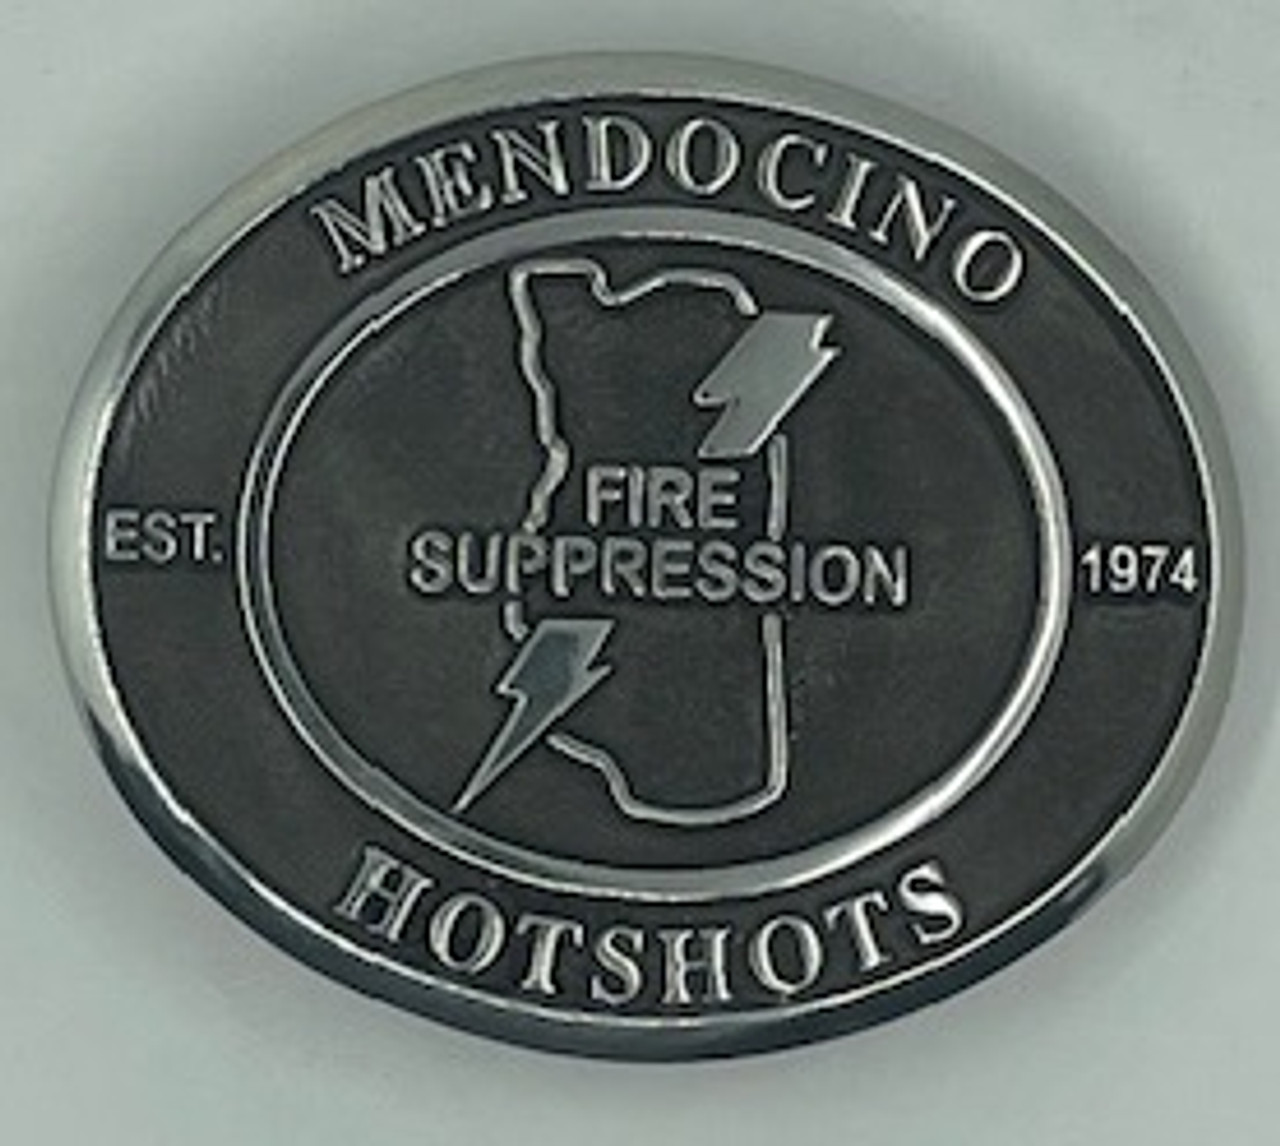 MENDOCINO
FIRE
SUPPRESSION
EST.
1974
HOTSHOTS